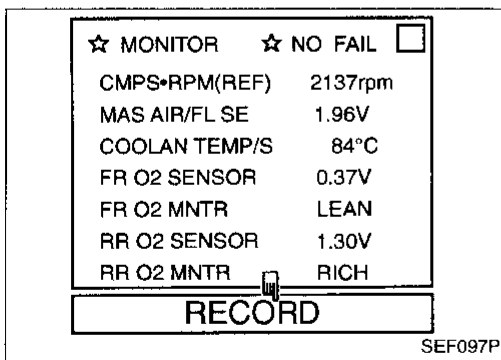 ☆ MONITOR ☆ NO FAIL
CMPS•RPM(REF) 2137rpm
MAS AIR/FL SE 1.96V
COOLAN TEMP/S 84°C
FR O2 SENSOR 0.37V
FR O2 MNTR LEAN
RR O2 SENSOR 1.30V
RR O2 MNTR RICH
RECORD
SEF097P